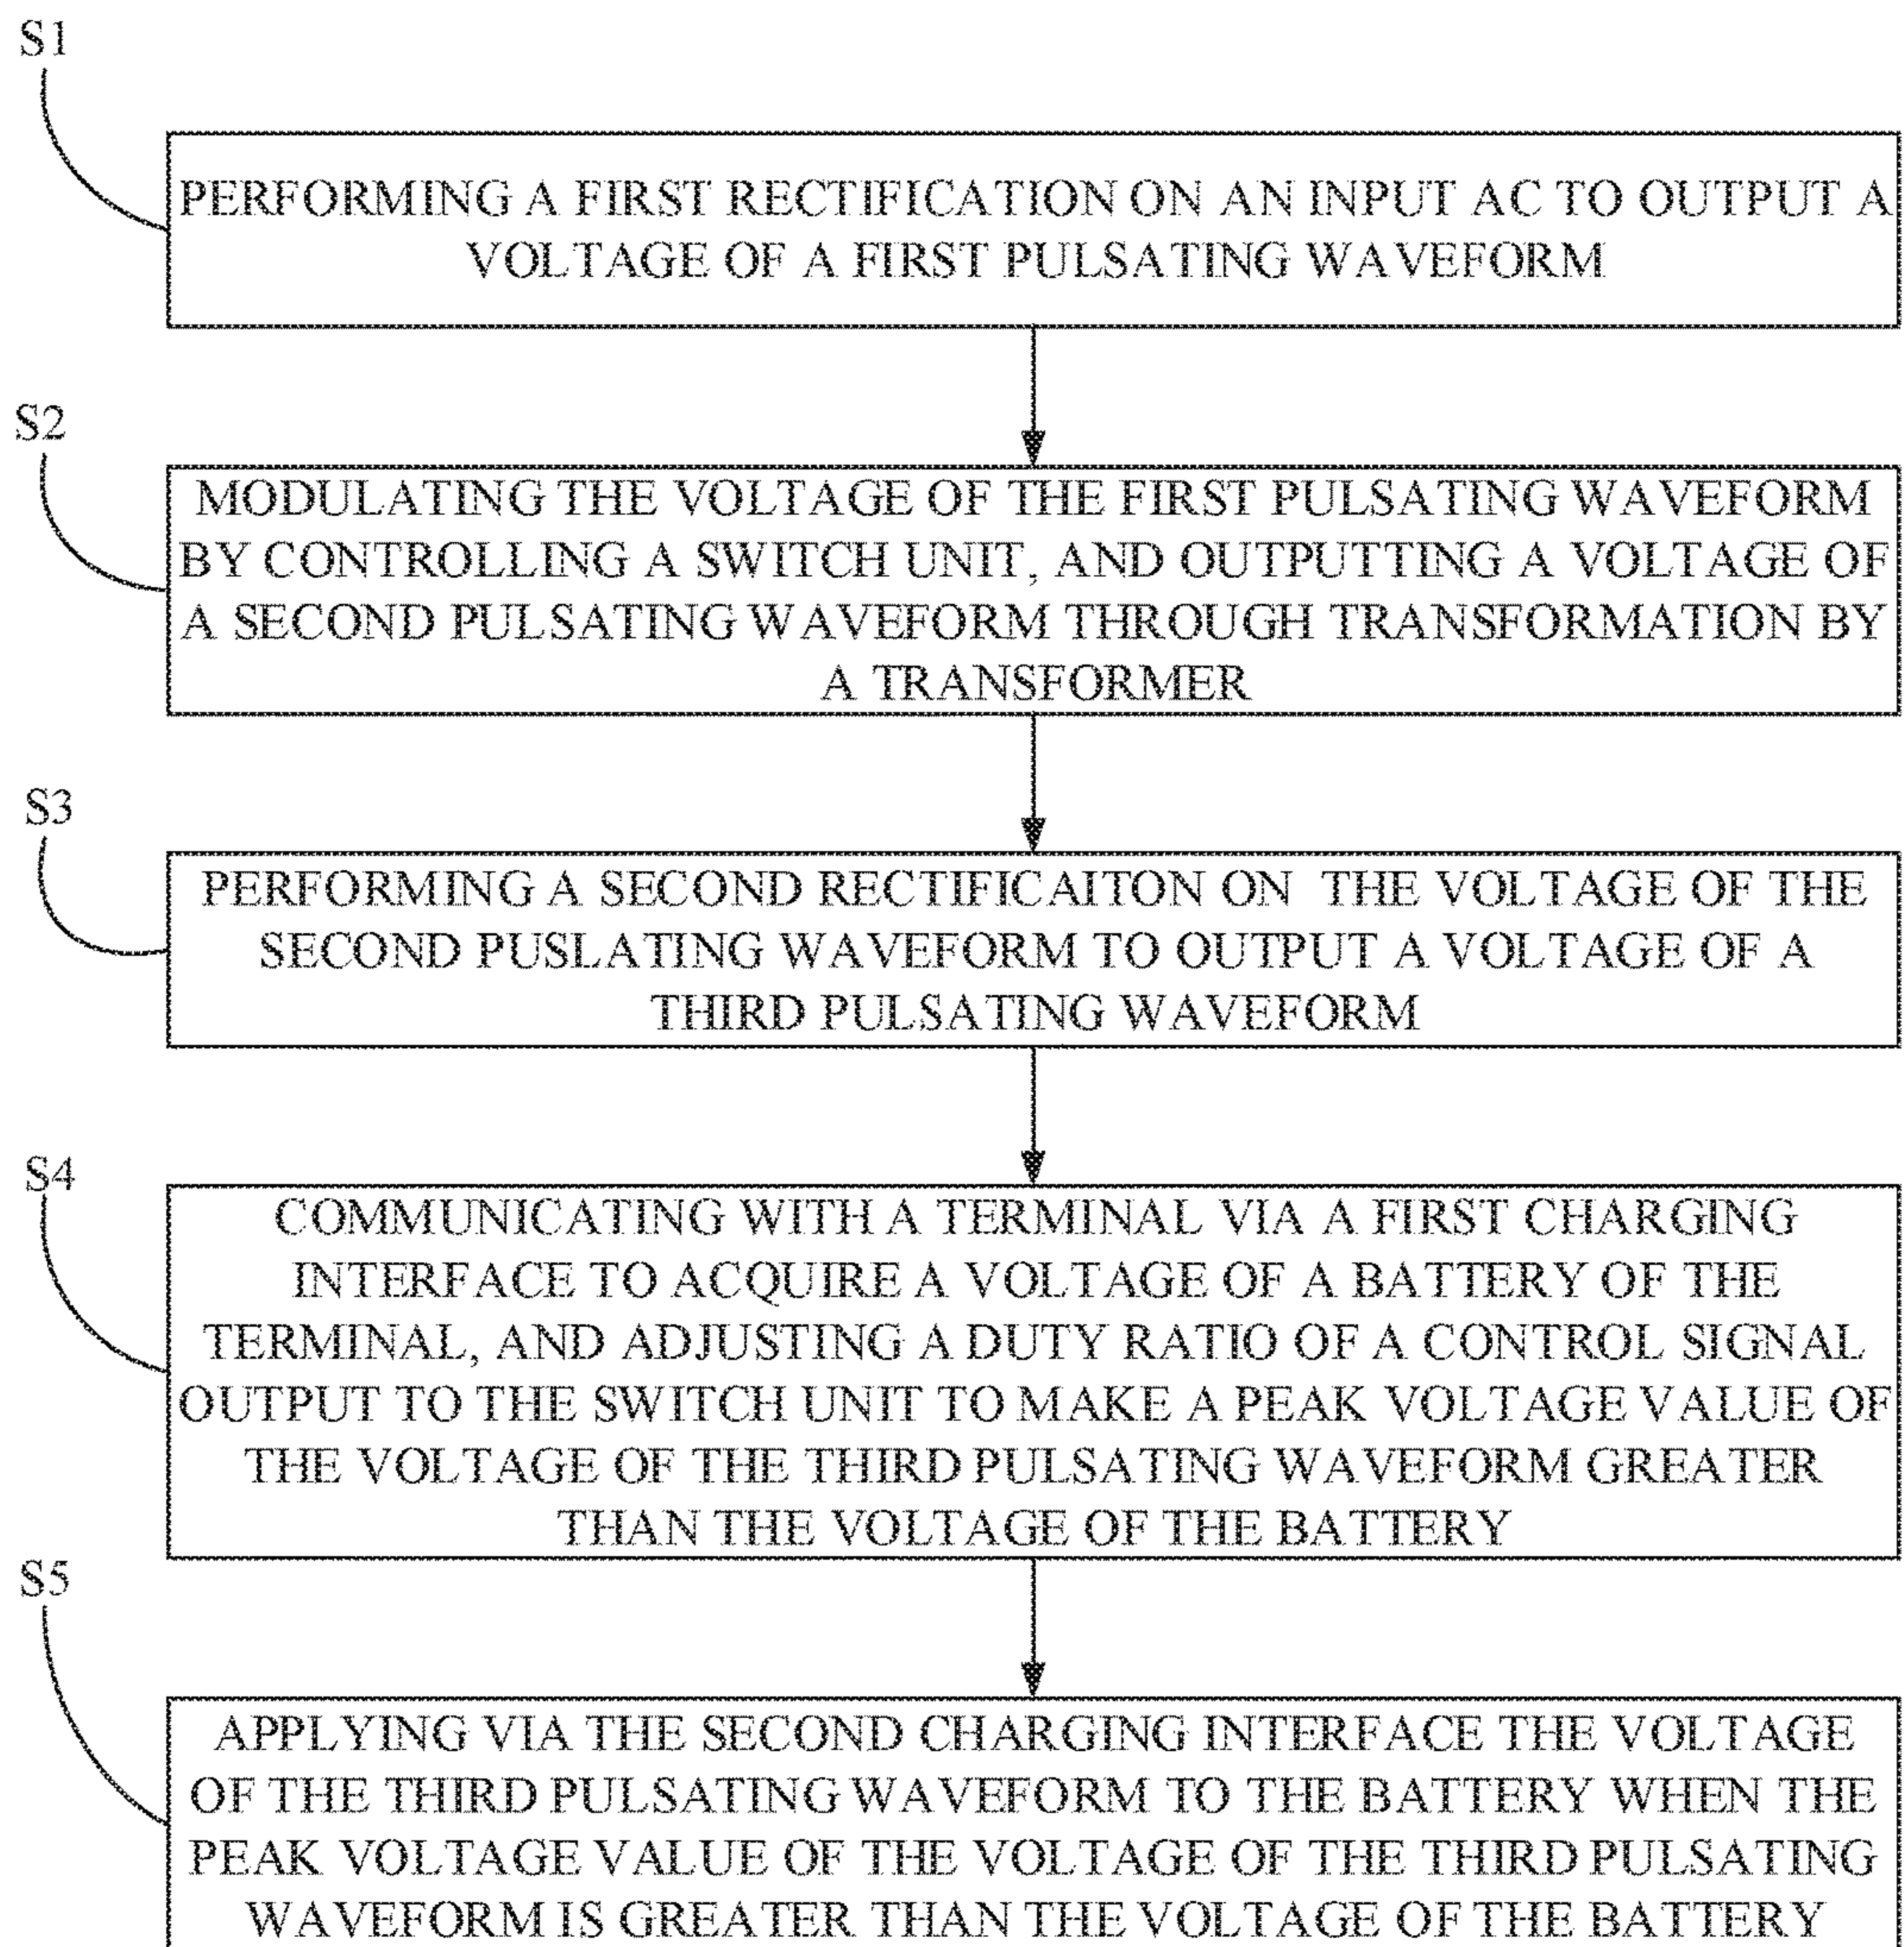 S1
PERFORMING A FIRST RECTIFICATION ON AN INPUT AC TO OUTPUT A
VOLTAGE OF A FIRST PULSATING WAVEFORM
S2
MODULATING THE VOLTAGE OF THE FIRST PULSATING WAVEFORM
BY CONTROLLING A SWITCH UNIT, AND OUTPUTTING A VOLTAGE OF
A SECOND PULSATING WAVEFORM THROUGH TRANSFORMATION BY
A TRANSFORMER
S3
PERFORMING A SECOND RECTIFICAITON ON THE VOLTAGE OF THE
SECOND PUSLATING WAVEFORM TO OUTPUT A VOLTAGE OF A
THIRD PULSATING WAVEFORM
S4
COMMUNICATING WITH A TERMINAL VIA A FIRST CHARGING
INTERFACE TO ACQUIRE A VOLTAGE OF A BATTERY OF THE
TERMINAL, AND ADJUSTING A DUTY RATIO OF A CONTROL SIGNAL
OUTPUT TO THE SWITCH UNIT TO MAKE A PEAK VOLTAGE VALUE OF
THE VOLTAGE OF THE THIRD PULSATING WAVEFORM GREATER
THAN THE VOLTAGE OF THE BATTERY
S5
APPLYING VIA THE SECOND CHARGING INTERFACE THE VOLTAGE
OF THE THIRD PULSATING WAVEFORM TO THE BATTERY WHEN THE
PEAK VOLTAGE VALUE OF THE VOLTAGE OF THE THIRD PULSATING
WAVEFORM IS GREATER THAN THE VOLTAGE OF THE BATTERY